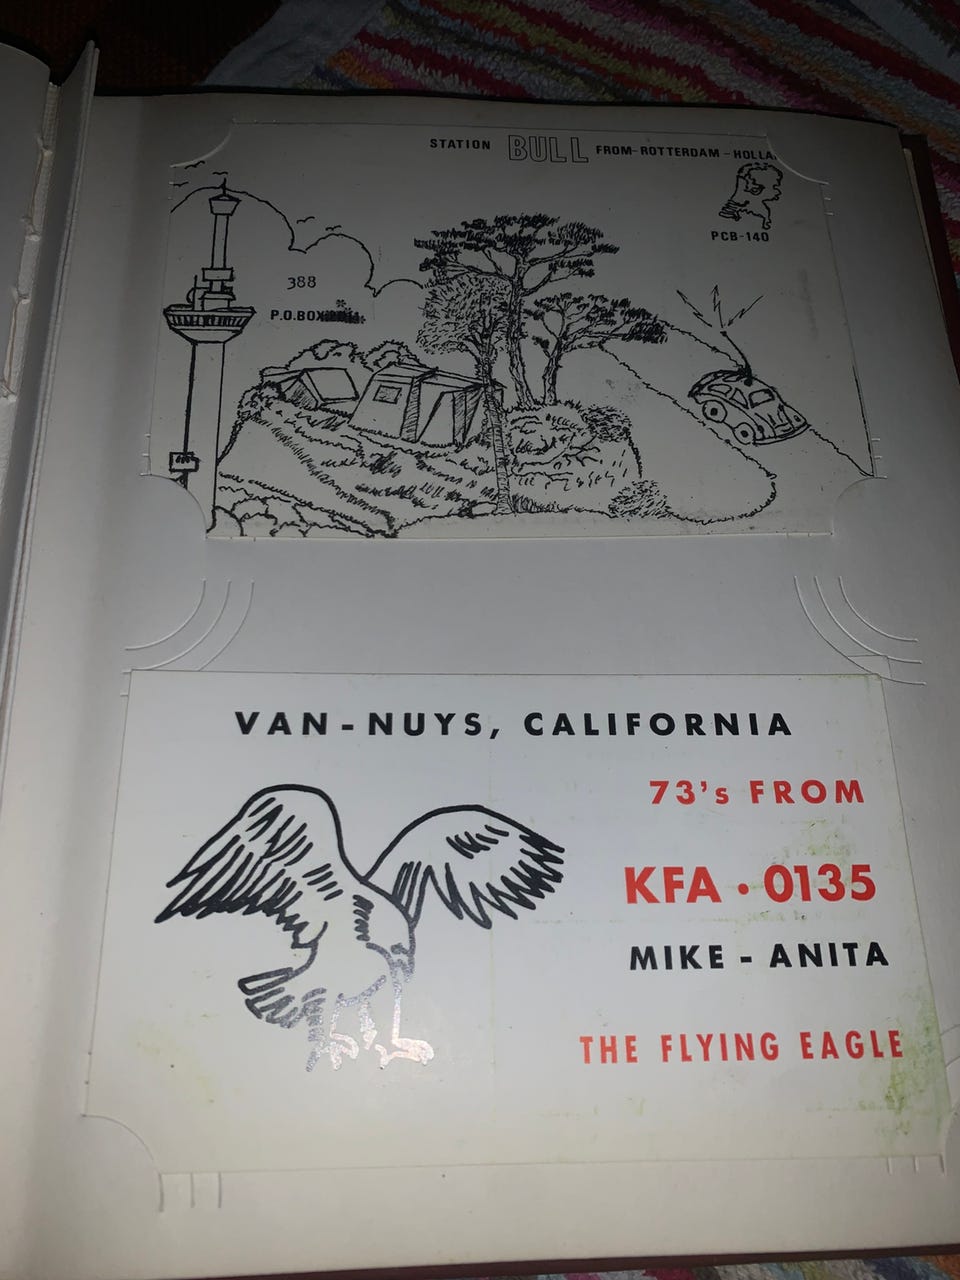 STATION BULL FROM-ROTTERDAM-HOLLA
PCB-140
388
P.O.BOX
VAN-NUYS, CALIFORNIA
73's FROM
KFA·0135
MIKE-ANITA
THE FLYING EAGLE